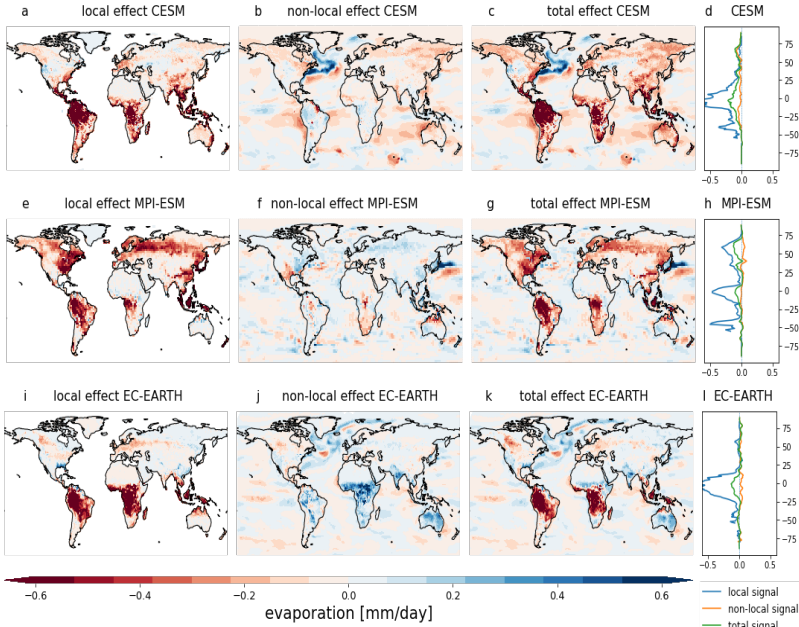 a local effect CESM b non-local effect CESM c total effect CESM d CESM
75
50
25
0
−25
−50
−75
−0.5 0.0 0.5
e local effect MPI-ESM f non-local effect MPI-ESM g total effect MPI-ESM h MPI-ESM
75
50
25
0
−25
−50
−75
−0.5 0.0 0.5
i local effect EC-EARTH j non-local effect EC-EARTH k total effect EC-EARTH l EC-EARTH
75
50
25
0
−25
−50
−75
−0.5 0.0 0.5
−0.6 −0.4 −0.2 0.0 0.2 0.4 0.6
evaporation [mm/day]
local signal
non-local signal
total signal